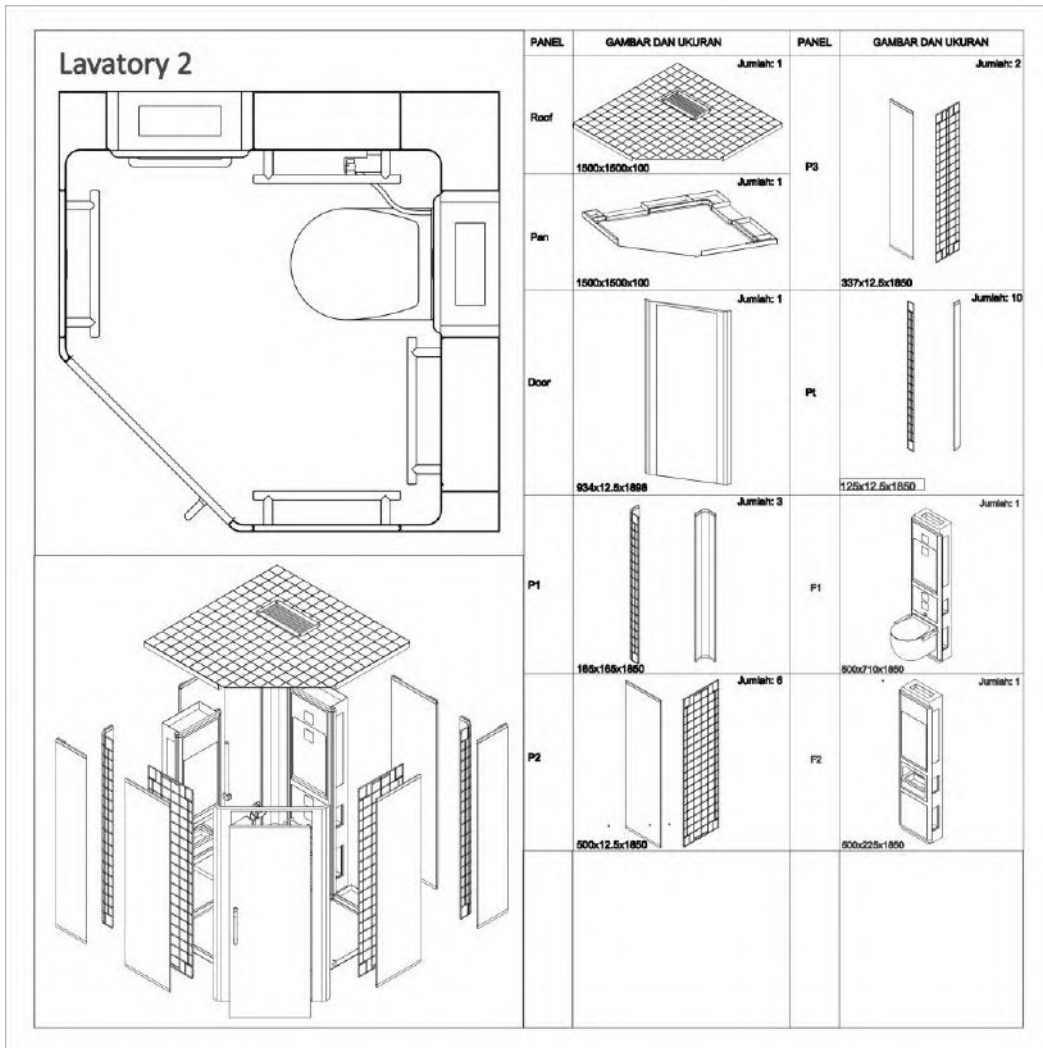 Lavatory 2
PANEL
GAMBAR DAN UKURAN
PANEL
GAMBAR DAN UKURAN
Roof
Jumlah: 1
1500x1500x100
Pan
Jumlah: 1
1500x1500x100
Door
Jumlah: 1
934x12.5x1898
P1
Jumlah: 3
165x165x1850
P2
Jumlah: 6
500x12.5x1850
P3
Jumlah: 2
337x12.5x1850
Pt
Jumlah: 10
125x12.5x1850
F1
Jumlah: 1
500x710x1850
F2
Jumlah: 1
500x225x1850